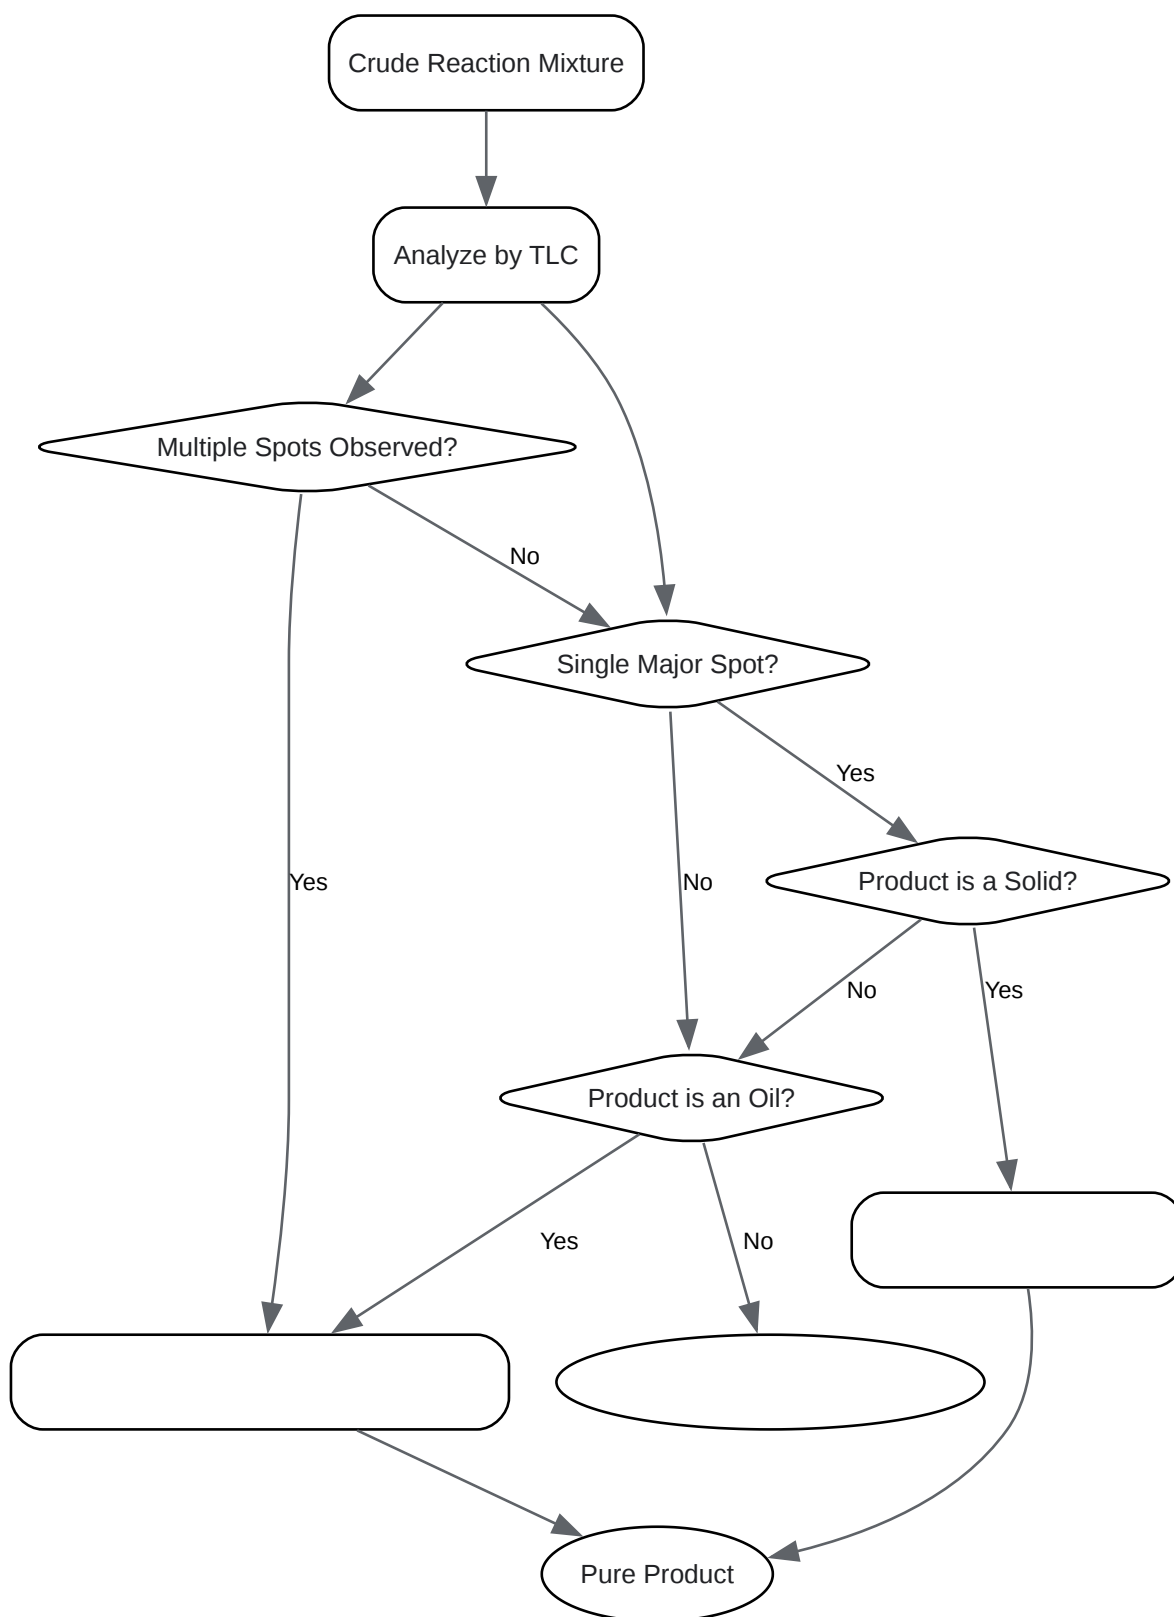 Crude Reaction Mixture
Analyze by TLC
Multiple Spots Observed?
No
Single Major Spot?
Yes
Yes
No
Product is a Solid?
No
Yes
Product is an Oil?
Yes
No
Pure Product